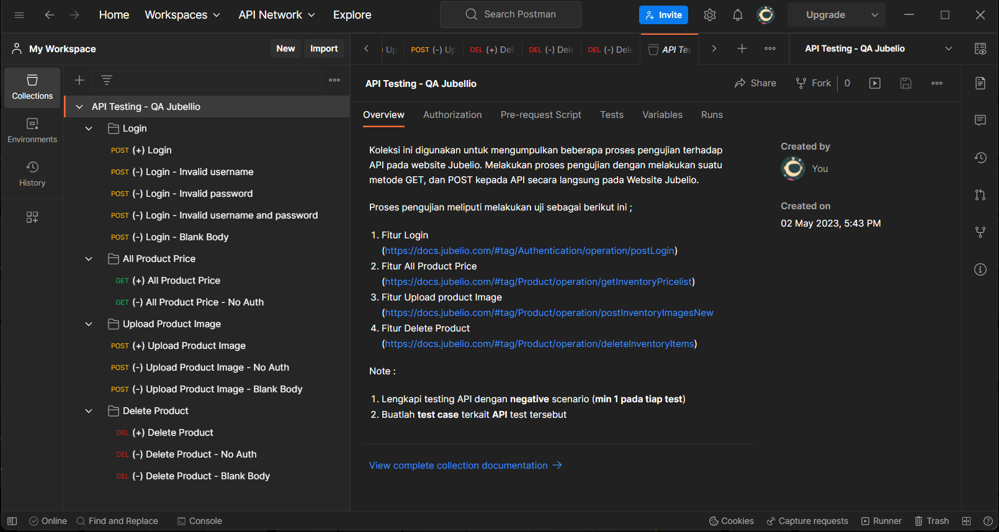 Home Workspaces API Network Explore Search Postman Invite Upgrade
My Workspace New Import Up POST (-) Up DEL (+) Del DEL (-) Dele DEL (-) Dele API Tes API Testing - QA Jubelio
Collections
Environments
History
API Testing - QA Jubellio
Login
POST (+) Login
POST (-) Login - Invalid username
POST (-) Login - Invalid password
POST (-) Login - Invalid username and password
POST (-) Login - Blank Body
All Product Price
GET (+) All Product Price
GET (-) All Product Price - No Auth
Upload Product Image
POST (+) Upload Product Image
POST (-) Upload Product Image - No Auth
POST (-) Upload Product Image - Blank Body
Delete Product
DEL (+) Delete Product
DEL (-) Delete Product - No Auth
DEL (-) Delete Product - Blank Body
API Testing - QA Jubellio Share Fork 0
Overview Authorization Pre-request Script Tests Variables Runs
Koleksi ini digunakan untuk mengumpulkan beberapa proses pengujian terhadap
API pada website Jubelio. Melakukan proses pengujian dengan melakukan suatu
metode GET, dan POST kepada API secara langsung pada Website Jubelio.
Proses pengujian meliputi melakukan uji sebagai berikut ini ;
1. Fitur Login
(https://docs.jubelio.com/#tag/Authentication/operation/postLogin)
2. Fitur All Product Price
(https://docs.jubelio.com/#tag/Product/operation/getInventoryPricelist)
3. Fitur Upload product Image
(https://docs.jubelio.com/#tag/Product/operation/postInventoryImagesNew
4. Fitur Delete Product
(https://docs.jubelio.com/#tag/Product/operation/deleteInventoryItems)
Note :
1. Lengkapi testing API dengan negative scenario (min 1 pada tiap test)
2. Buatlah test case terkait API test tersebut
View complete collection documentation
Created by
You
Created on
02 May 2023, 5:43 PM
Online Find and Replace Console Cookies Capture requests Runner Trash